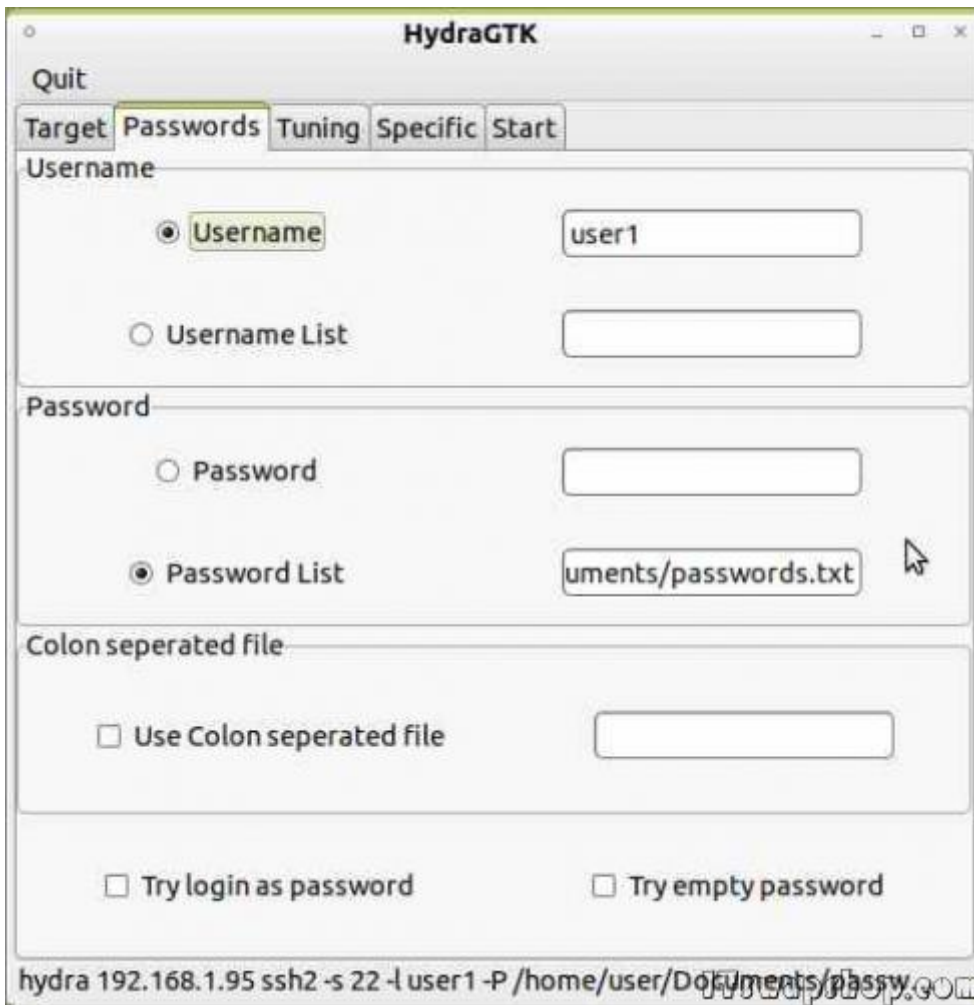 HydraGTK
Quit
Target Passwords Tuning Specific Start
Username
Username user1
Username List
Password
Password
Password List uments/passwords.txt
Colon seperated file
Use Colon seperated file
Try login as password Try empty password
hydra 192.168.1.95 ssh2 -s 22 -l user1 -P /home/user/Documents/passw